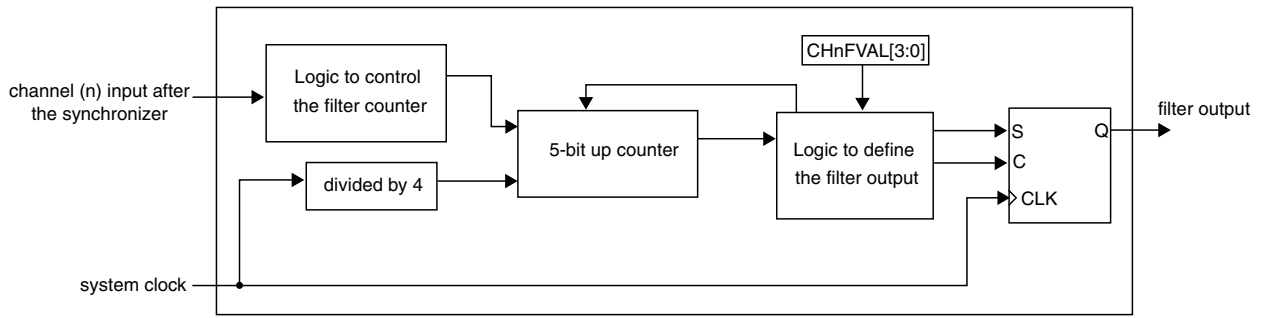 CHnFVAL[3:0]
channel (n) input after
the synchronizer
Logic to control
the filter counter
5-bit up counter
divided by 4
Logic to define
the filter output
S
Q
C
CLK
filter output
system clock